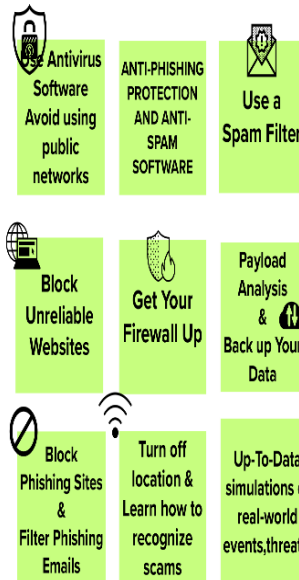 Use Antivirus
Software
Avoid using
public
networks
ANTI-PHISHING
PROTECTION
AND ANTI-
SPAM
SOFTWARE
Use a
Spam Filter
Block
Unreliable
Websites
Get Your
Firewall Up
Payload
Analysis
&
Back up Your
Data
Block
Phishing Sites
&
Filter Phishing
Emails
Turn off
location &
Learn how to
recognize
scams
Up-To-Data
simulations
real-world
events,threat